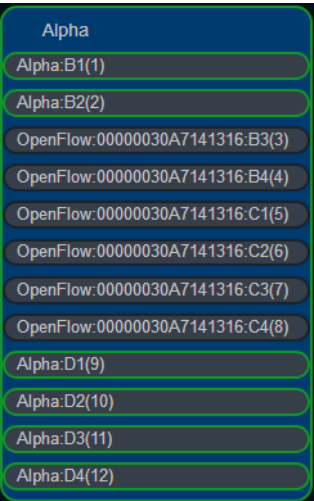 Alpha
Alpha:B1(1)
Alpha:B2(2)
OpenFlow:00000030A7141316:B3(3)
OpenFlow:00000030A7141316:B4(4)
OpenFlow:00000030A7141316:C1(5)
OpenFlow:00000030A7141316:C2(6)
OpenFlow:00000030A7141316:C3(7)
OpenFlow:00000030A7141316:C4(8)
Alpha:D1(9)
Alpha:D2(10)
Alpha:D3(11)
Alpha:D4(12)